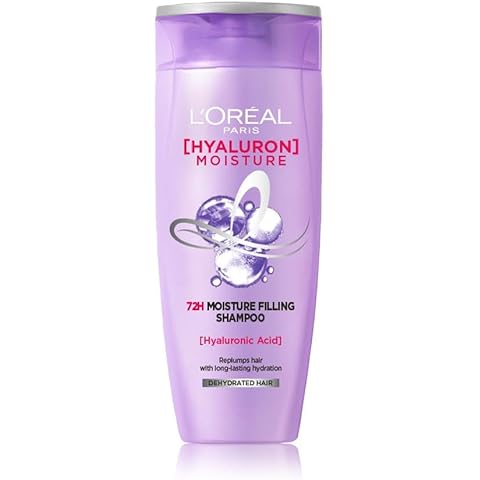 L'ORÉAL
PARIS
[HYALURON]
MOISTURE
72H MOISTURE FILLING
SHAMPOO
[Hyaluronic Acid]
Replumps hair
with long-lasting hydration
DEHYDRATED HAIR